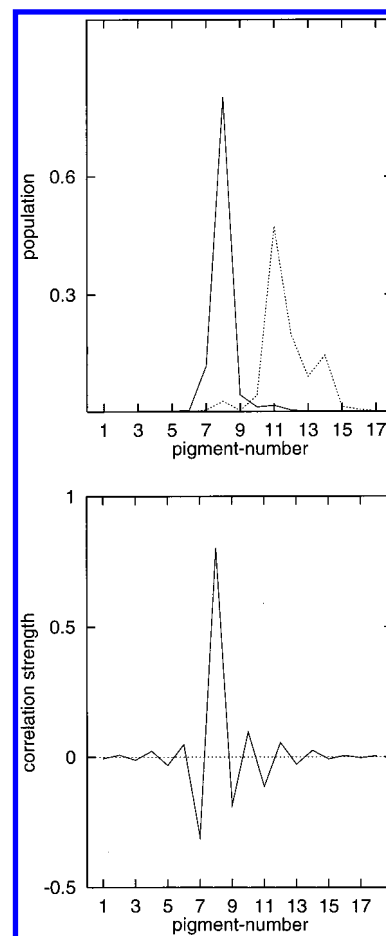 0.6
0.3
population
1 3 5 7 9 11 13 15 17
pigment-number
1
0.5
0
-0.5
correlation strength
1 3 5 7 9 11 13 15 17
pigment-number